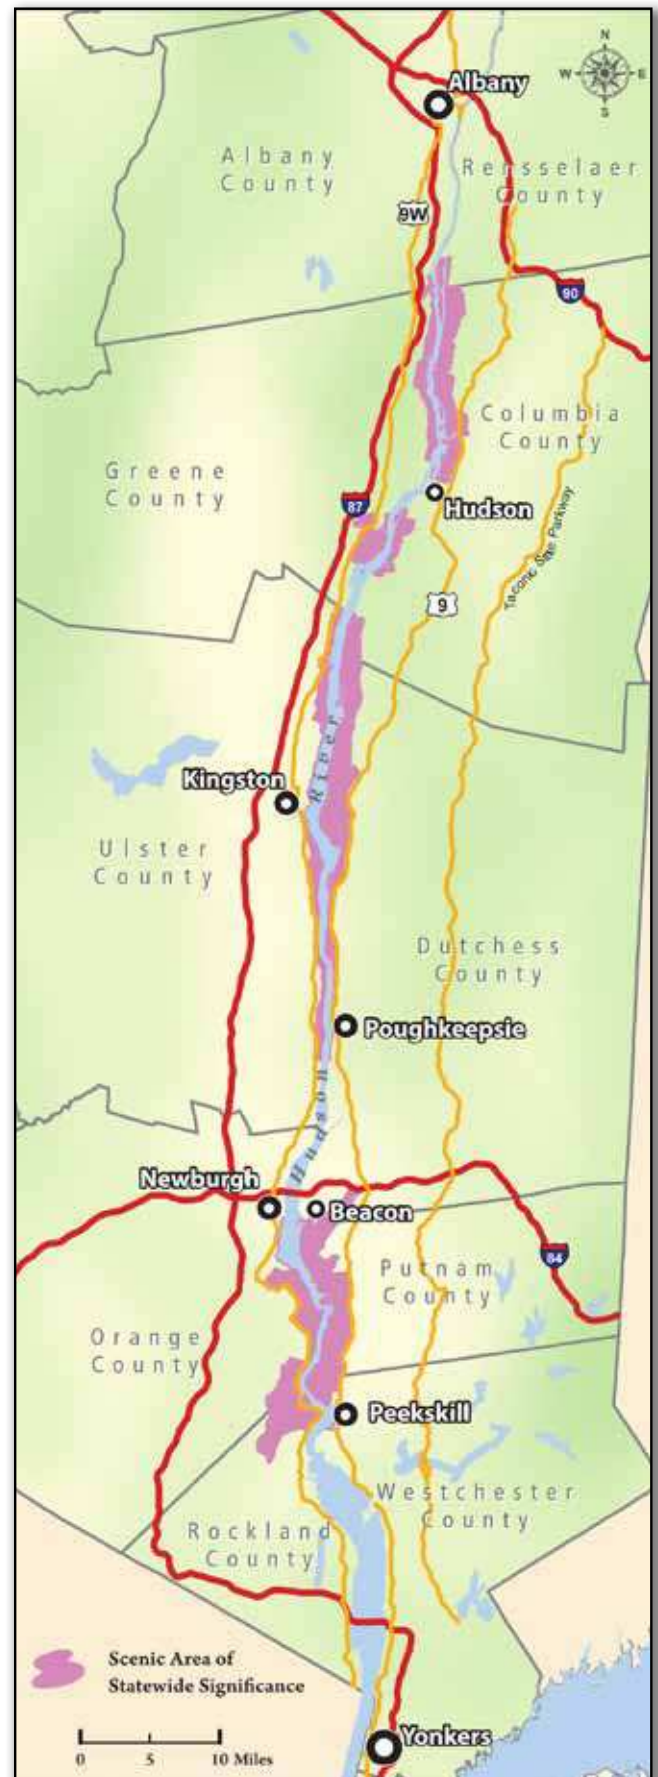 N
W E
S
Albany
Albany
County
Rensselaer
County
9W
90
Columbia
County
Greene
County
87
Hudson
Taconic State Parkway
9
River
Kingston
Ulster
County
Dutchess
County
Poughkeepsie
Hudson
Newburgh
Beacon
84
Putnam
County
Orange
County
Peekskill
Westchester
County
Rockland
County
Scenic Area of
Statewide Significance
Yonkers
0 5 10 Miles